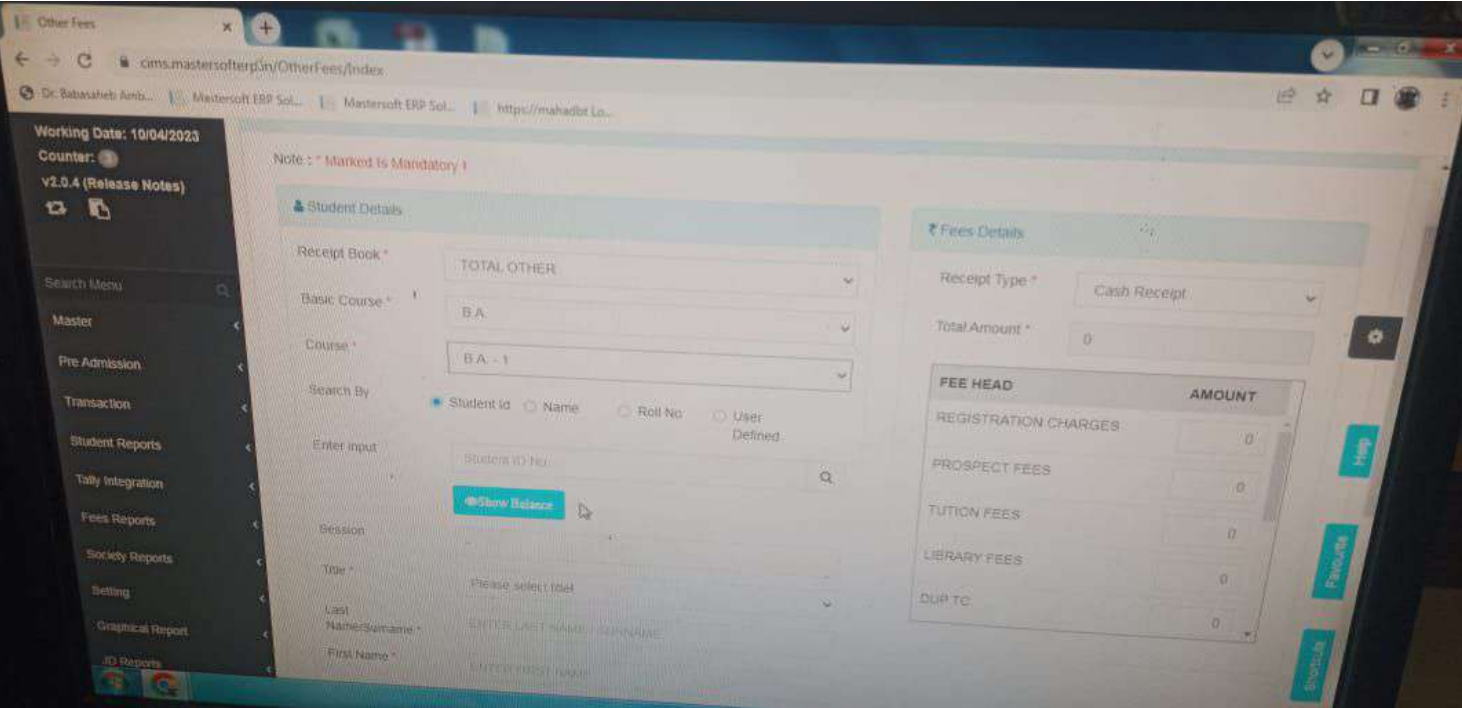 Other Fees
cims.mastersofterp.in/OtherFees/Index
Dr. Babasaheb Amb...
Mastersoft ERP Sol...
Mastersoft ERP Sol...
https://mahadbt Lo...
Working Date: 10/04/2023
Counter: 3
v2.0.4 (Release Notes)
Search Menu
Master
Pre Admission
Transaction
Student Reports
Tally Integration
Fees Reports
Society Reports
Setting
Graphical Report
JD Reports
Note : * Marked Is Mandatory !
Student Details
Receipt Book *
TOTAL OTHER
Basic Course *
B.A.
Course *
B.A. - 1
Search By
Student Id
Name
Roll No
User
Defined
Enter Input
Student ID No
Show Balance
Session
-
Title *
Please select title!
Last
Name/Surname *
ENTER LAST NAME / SURNAME
First Name *
ENTER FIRST NAME
₹ Fees Details
Receipt Type *
Cash Receipt
Total Amount *
0
FEE HEAD AMOUNT
REGISTRATION CHARGES 0
PROSPECT FEES 0
TUTION FEES 0
LIBRARY FEES 0
DUP TC 0
Help
Favourite
Shortcuts